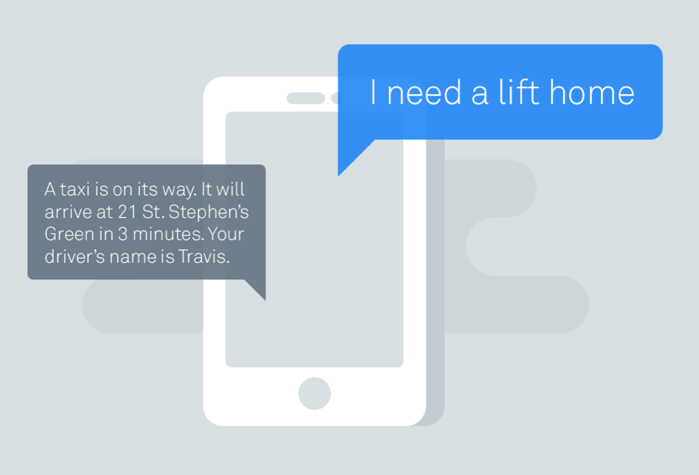 I need a lift home
A taxi is on its way. It will
arrive at 21 St. Stephen's
Green in 3 minutes. Your
driver's name is Travis.